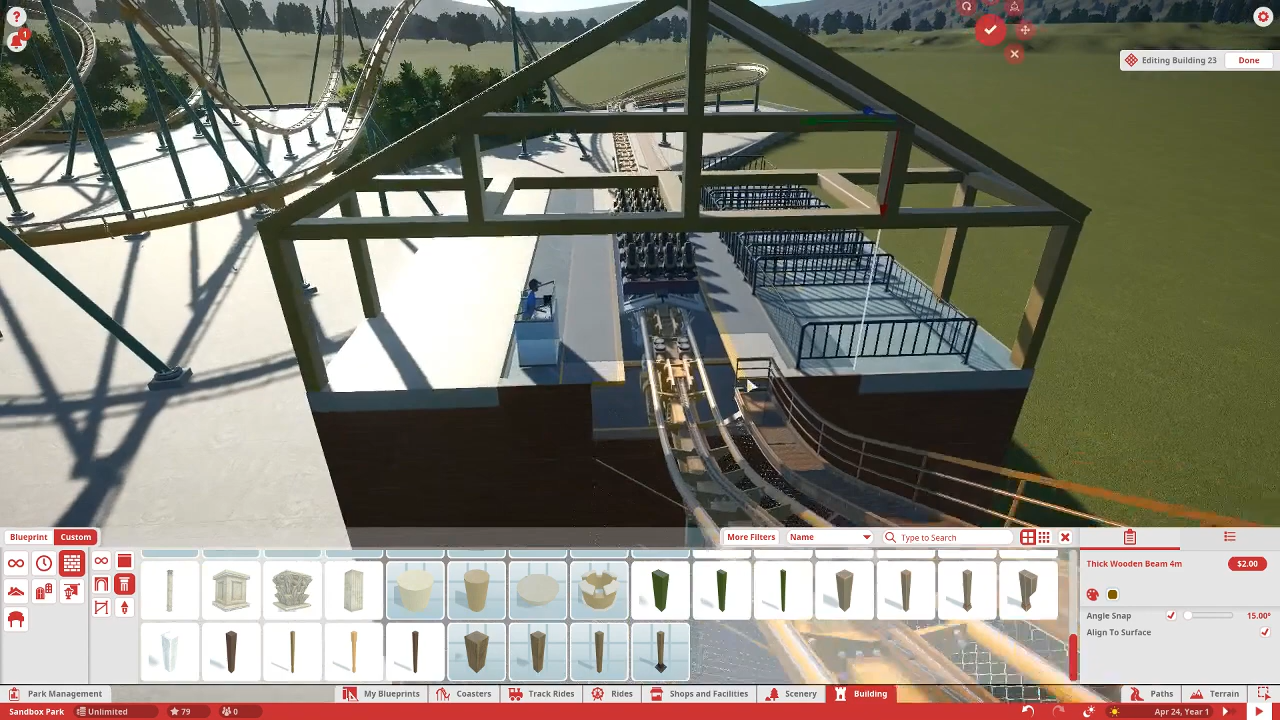 ?
1
Editing Building 23
Done
Blueprint
Custom
More Filters
Name
Type to Search
Thick Wooden Beam 4m
$2.00
Angle Snap
15.00°
Align To Surface
Park Management
My Blueprints
Coasters
Track Rides
Rides
Shops and Facilities
Scenery
Building
Paths
Terrain
Sandbox Park
Unlimited
79
0
Apr 24, Year 1